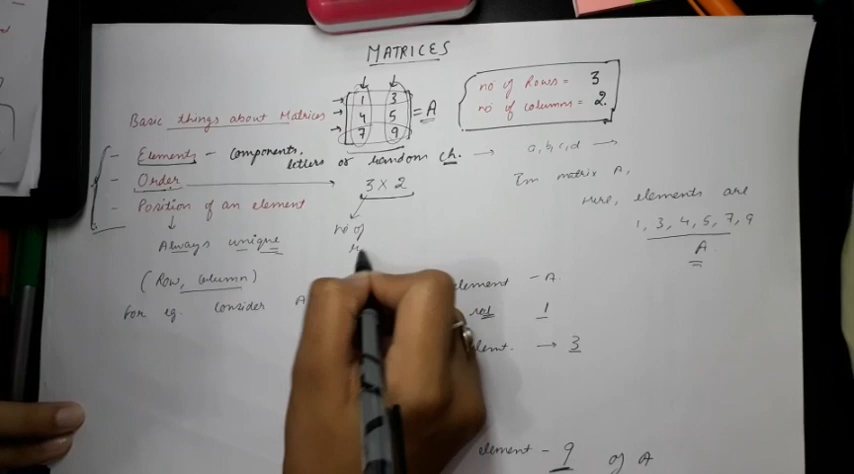 MATRICES
Basic things about Matrices
1 3
4 5
7 9
= A
no of Rows = 3
no of columns = 2
- Elements - components,
letters or random ch. → a, b, c, d →
- Order → 3 × 2
- Position of an element
↓
Always unique
(Row, column)
For eg. consider A
no of
In matrix A,
Here, elements are
1, 3, 4, 5, 7, 9
A
element - A.
1
→ 3
element - 9 of A